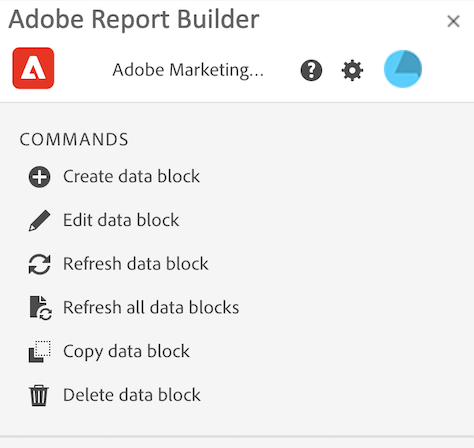 Adobe Report Builder
Adobe Marketing...
COMMANDS
Create data block
Edit data block
Refresh data block
Refresh all data blocks
Copy data block
Delete data block